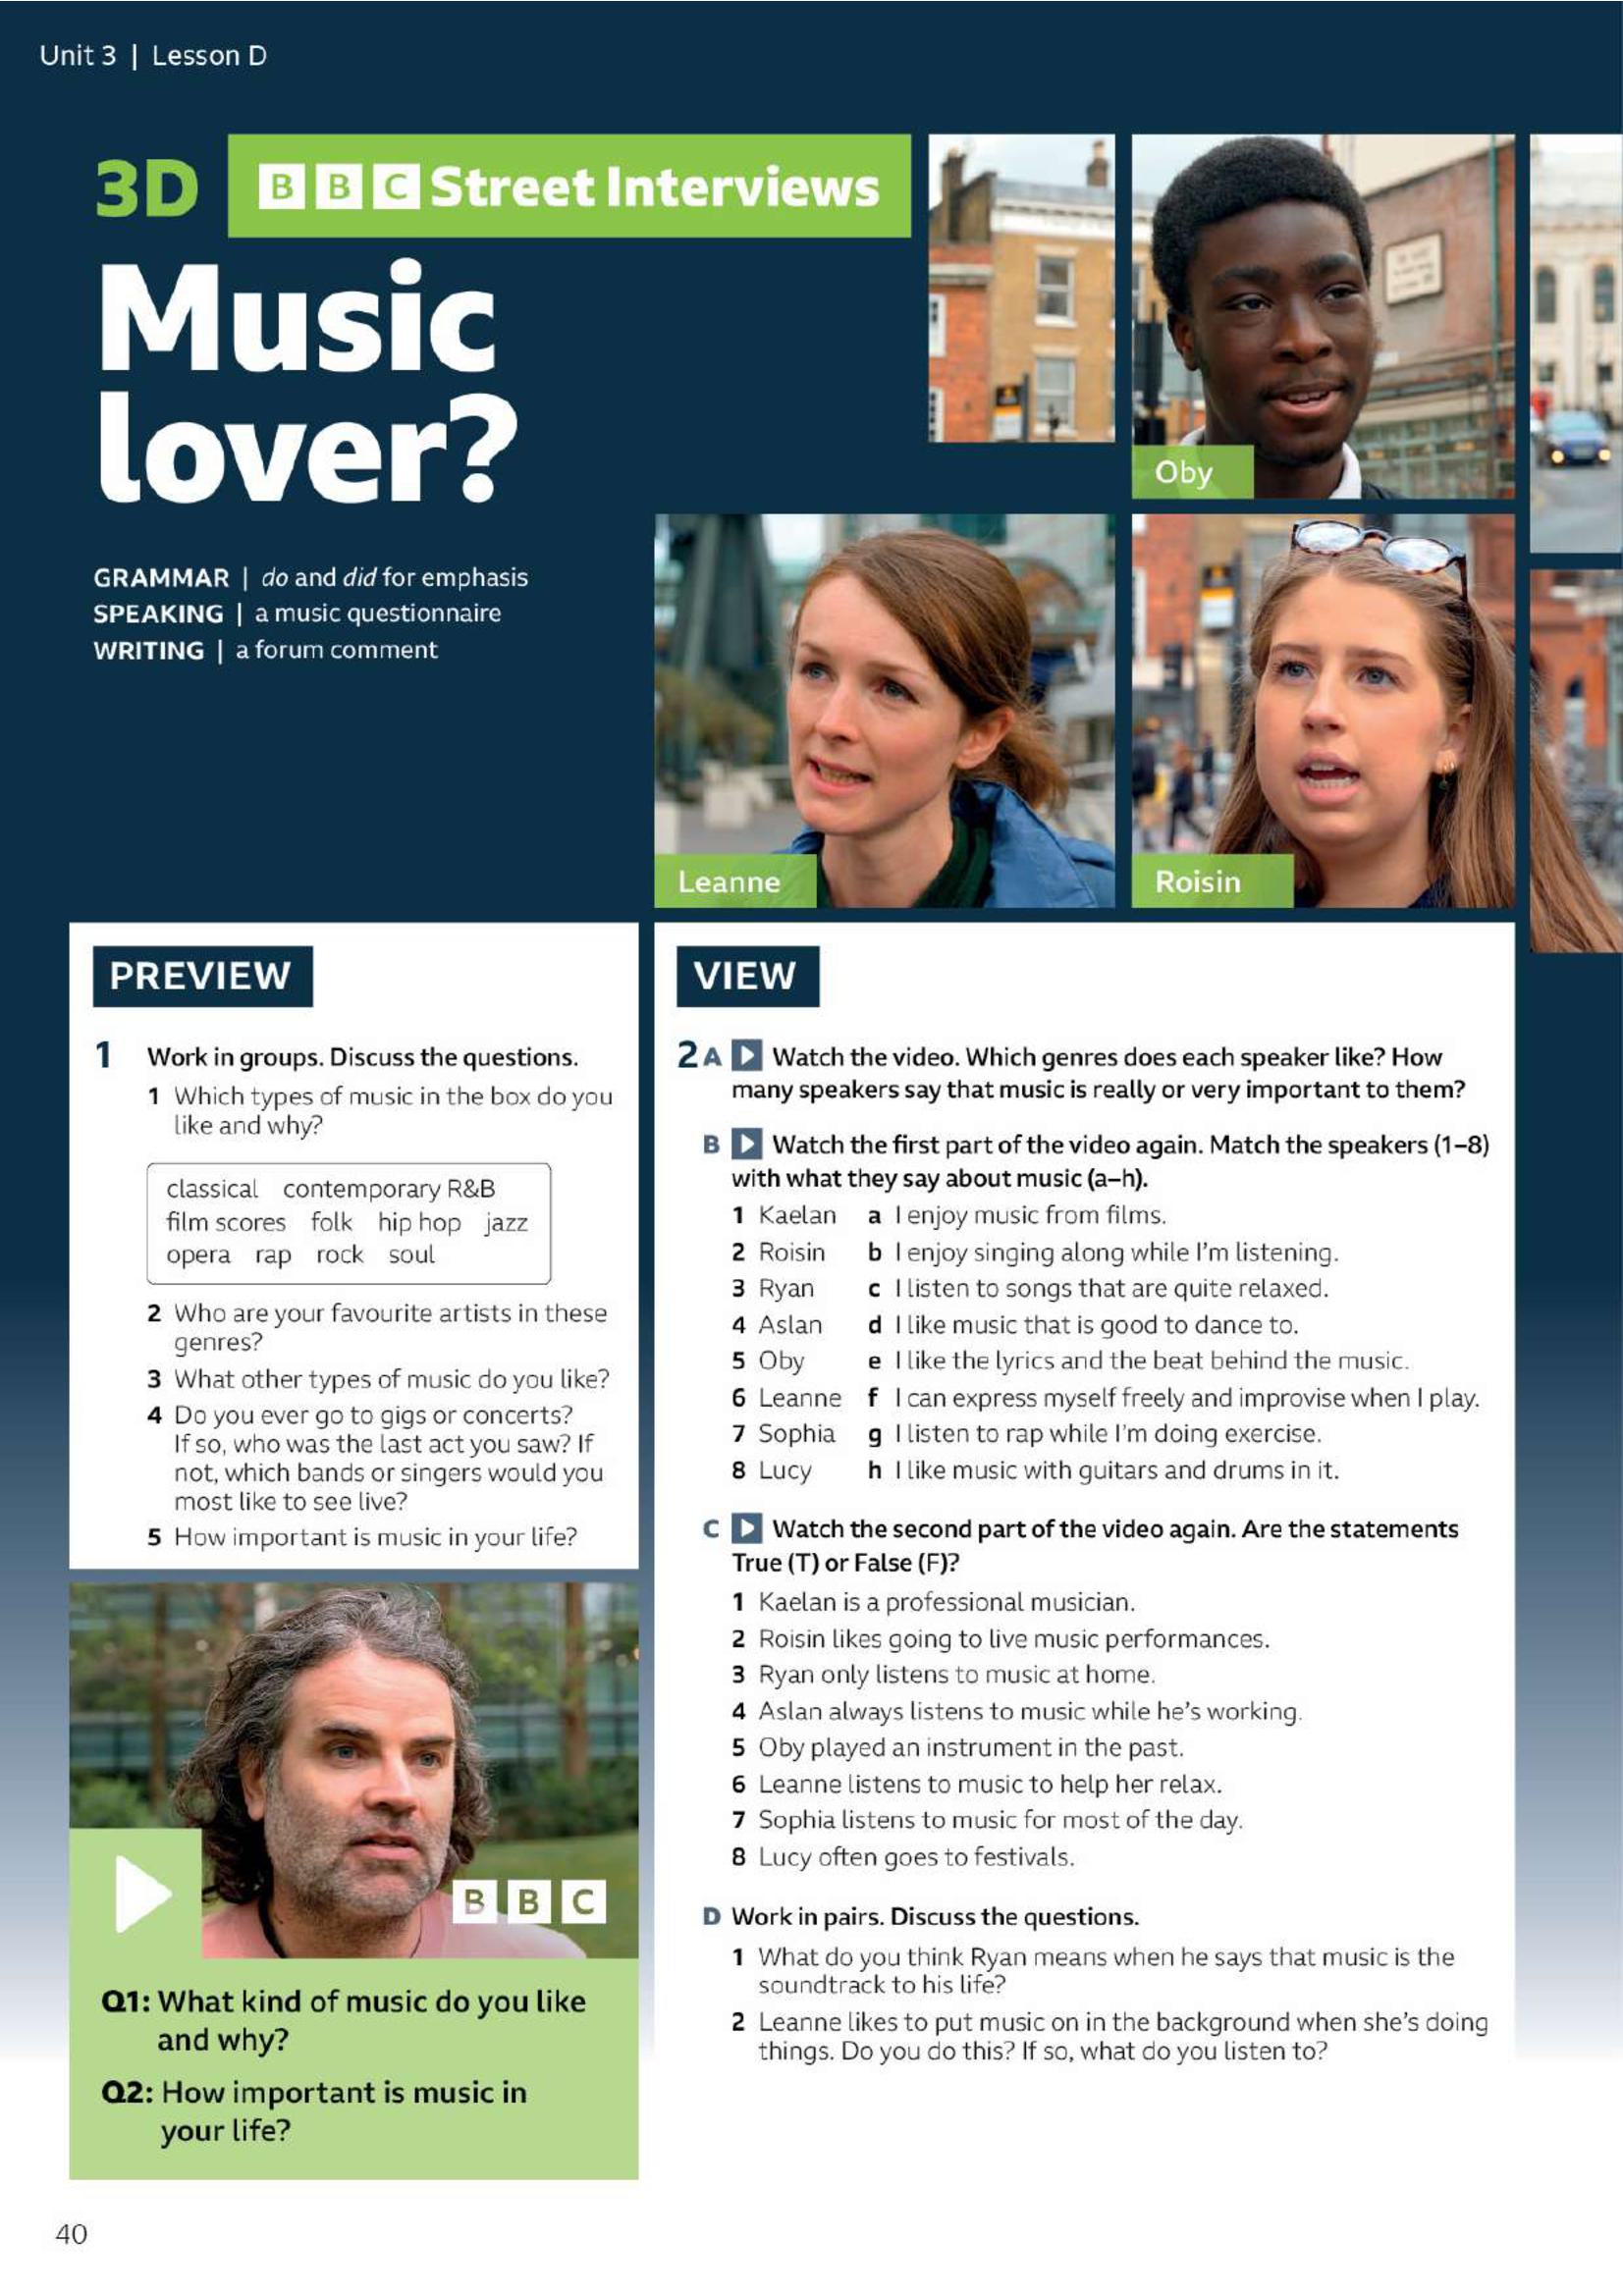 Unit 3 | Lesson D
3D
BBC Street Interviews
Music
lover?
GRAMMAR | do and did for emphasis
SPEAKING | a music questionnaire
WRITING | a forum comment
Oby
Leanne
Roisin
PREVIEW
1 Work in groups. Discuss the questions.
1 Which types of music in the box do you
like and why?
classical contemporary R&B
film scores folk hip hop jazz
opera rap rock soul
2 Who are your favourite artists in these
genres?
3 What other types of music do you like?
4 Do you ever go to gigs or concerts?
If so, who was the last act you saw? If
not, which bands or singers would you
most like to see live?
5 How important is music in your life?
BBC
Q1: What kind of music do you like
and why?
Q2: How important is music in
your life?
VIEW
2 A Watch the video. Which genres does each speaker like? How
many speakers say that music is really or very important to them?
B Watch the first part of the video again. Match the speakers (1–8)
with what they say about music (a–h).
1 Kaelan a I enjoy music from films.
2 Roisin b I enjoy singing along while I'm listening.
3 Ryan c I listen to songs that are quite relaxed.
4 Aslan d I like music that is good to dance to.
5 Oby e I like the lyrics and the beat behind the music.
6 Leanne f I can express myself freely and improvise when I play.
7 Sophia g I listen to rap while I'm doing exercise.
8 Lucy h I like music with guitars and drums in it.
C Watch the second part of the video again. Are the statements
True (T) or False (F)?
1 Kaelan is a professional musician.
2 Roisin likes going to live music performances.
3 Ryan only listens to music at home.
4 Aslan always listens to music while he's working.
5 Oby played an instrument in the past.
6 Leanne listens to music to help her relax.
7 Sophia listens to music for most of the day.
8 Lucy often goes to festivals.
D Work in pairs. Discuss the questions.
1 What do you think Ryan means when he says that music is the
soundtrack to his life?
2 Leanne likes to put music on in the background when she's doing
things. Do you do this? If so, what do you listen to?
40